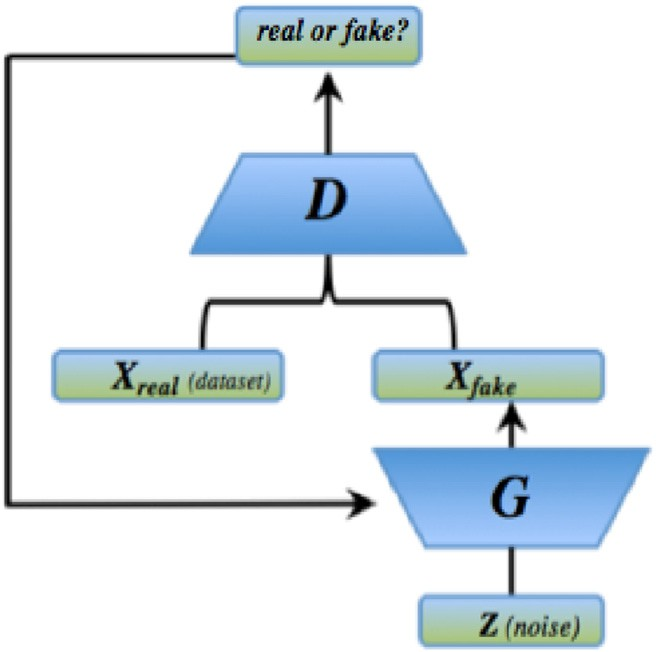 real or fake?
D
Xreal (dataset)
Xfake
G
Z (noise)